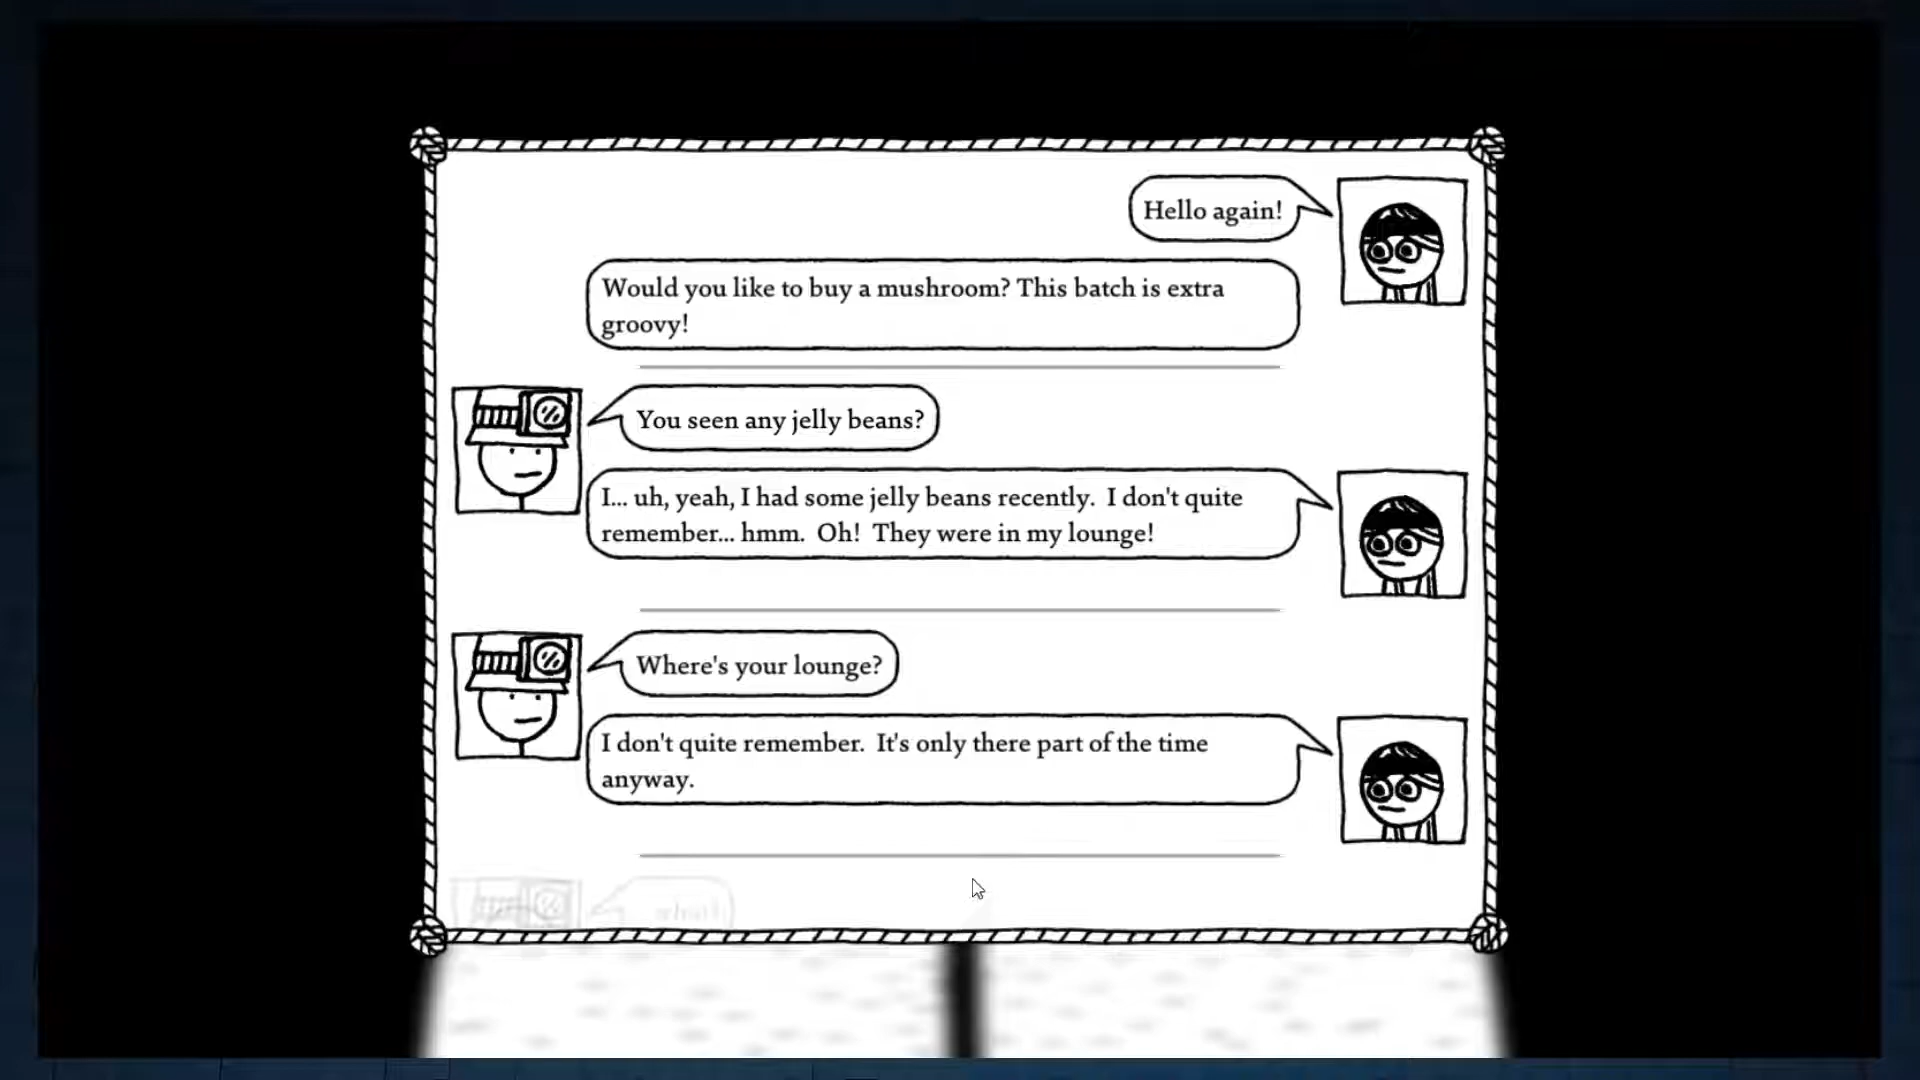 Hello again!
Would you like to buy a mushroom? This batch is extra
groovy!
You seen any jelly beans?
I... uh, yeah, I had some jelly beans recently.  I don't quite
remember... hmm.  Oh!  They were in my lounge!
Where's your lounge?
I don't quite remember.  It's only there part of the time
anyway.